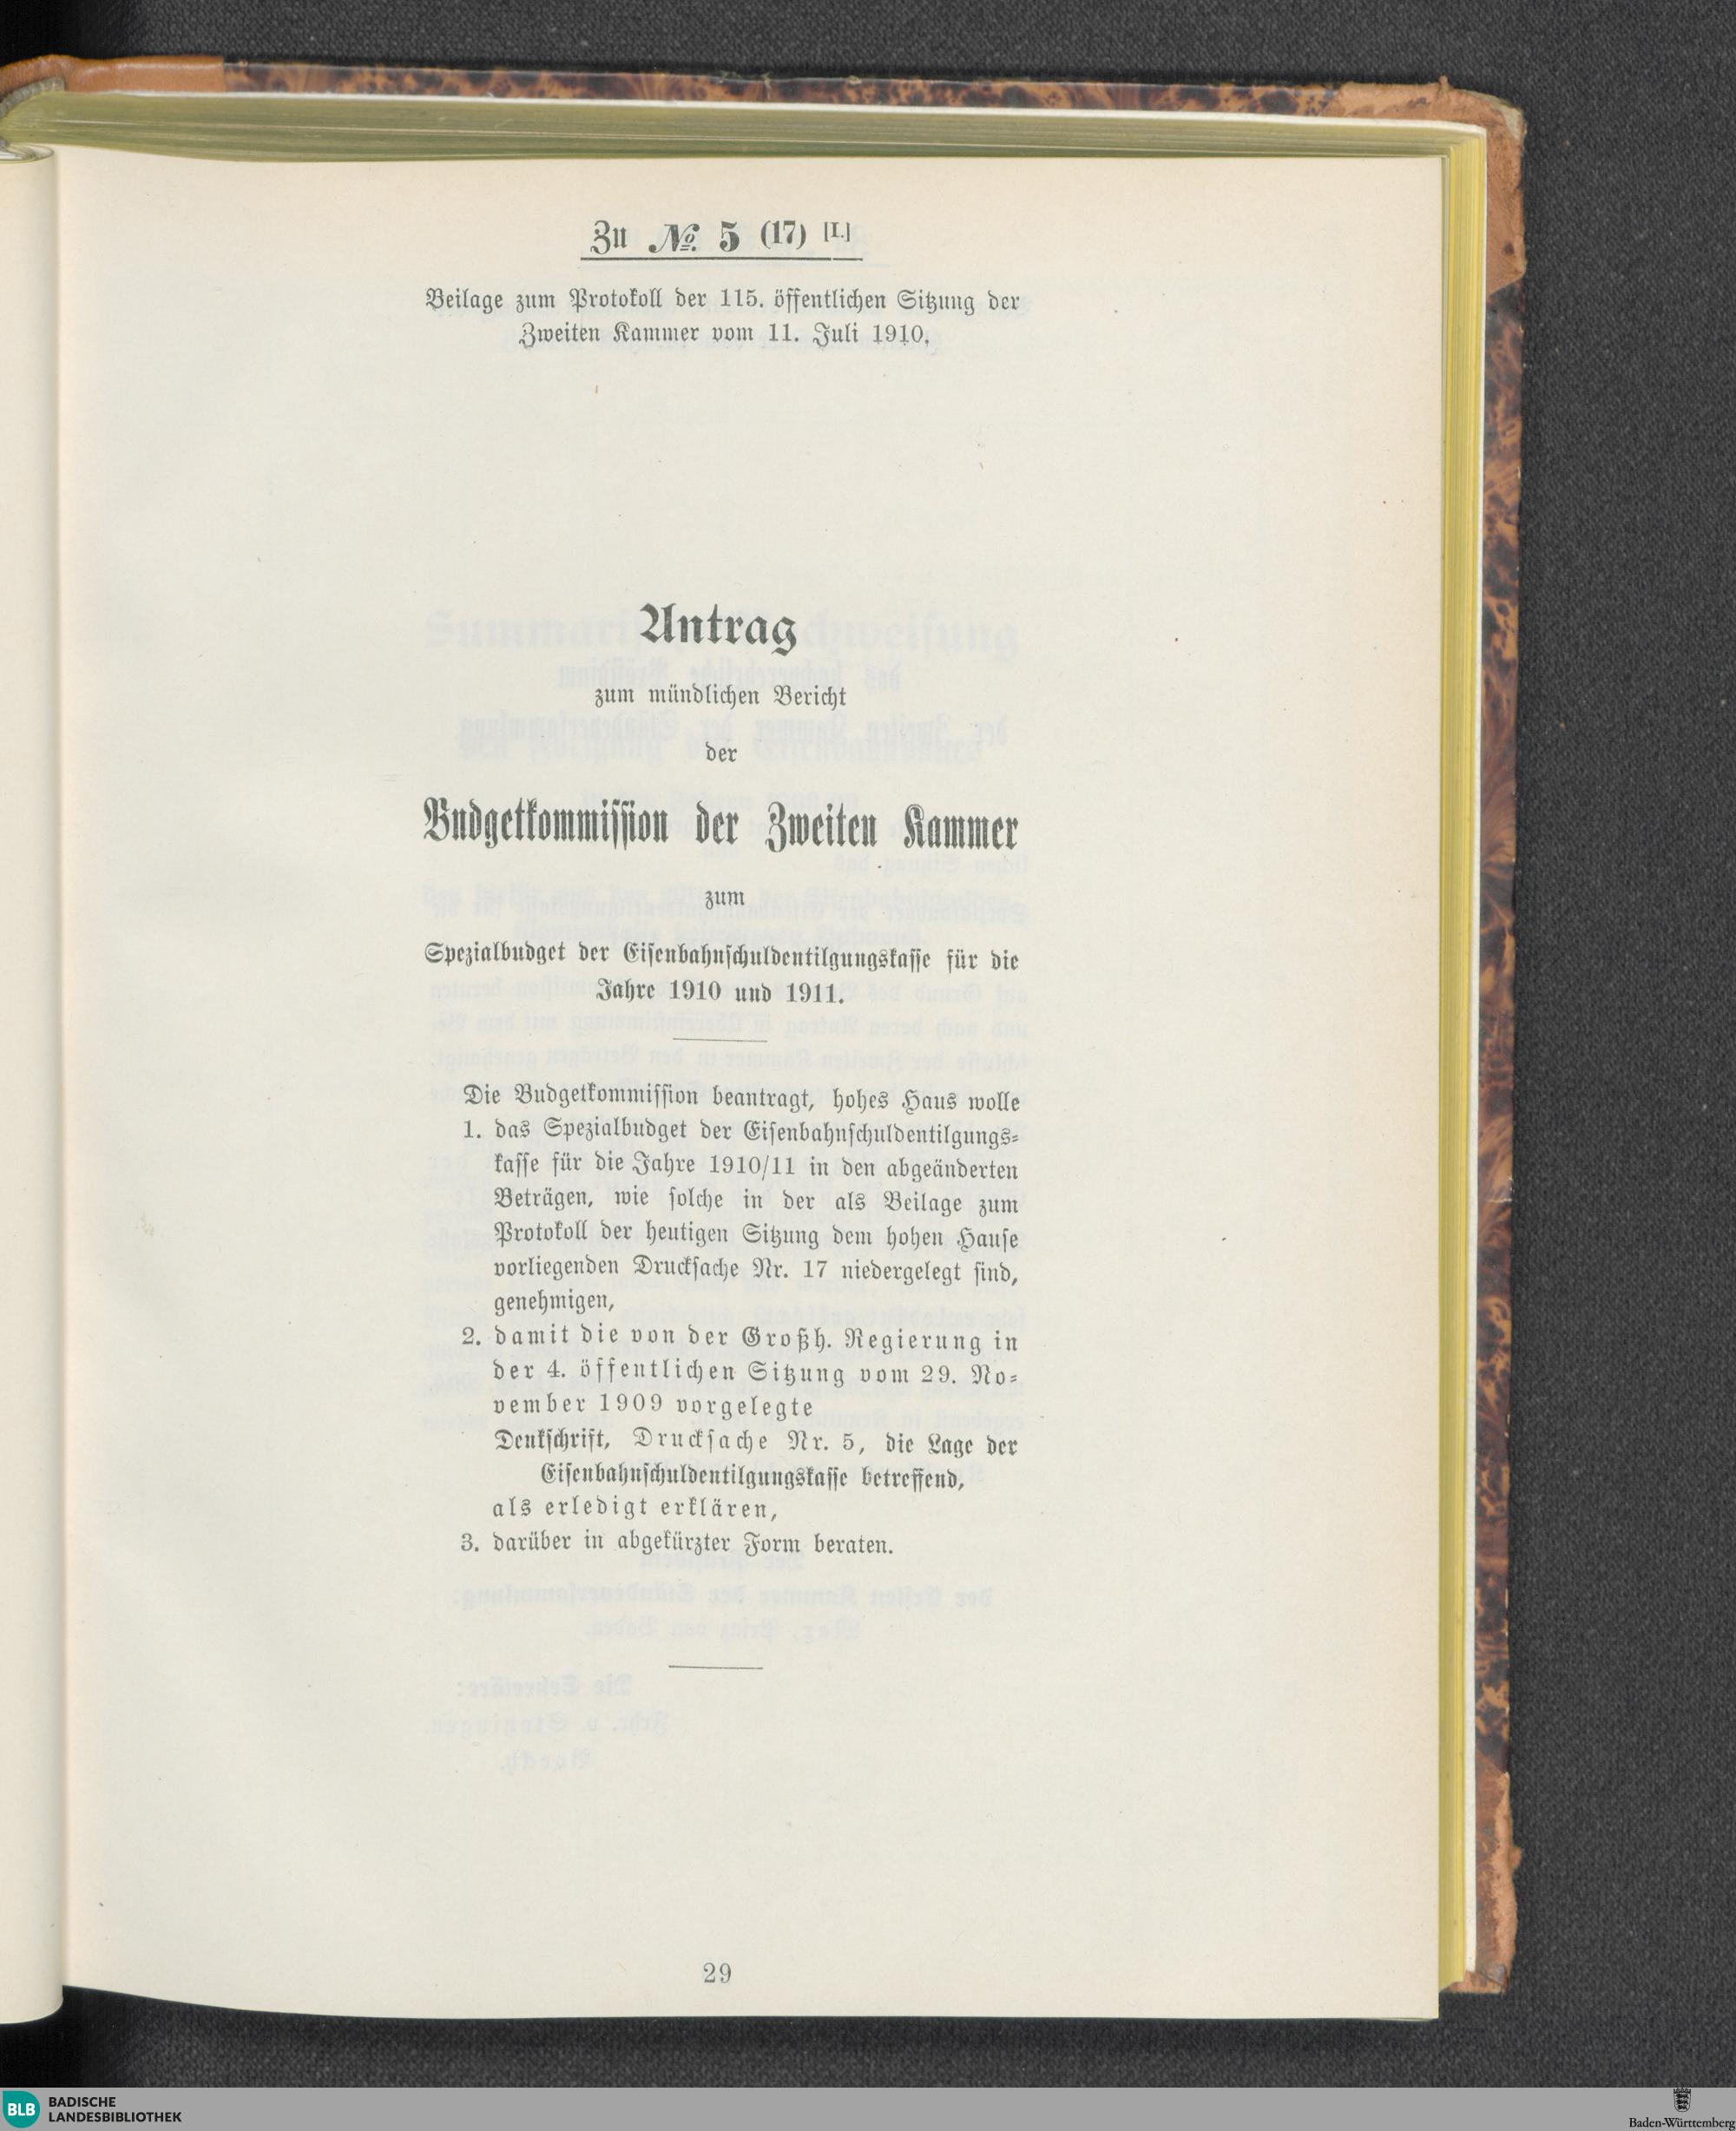 Zu № 5 (17) [I.]
Beilage zum Protokoll der 115. öffentlichen Sitzung der
Zweiten Kammer vom 11. Juli 1910.
Antrag
zum mündlichen Bericht
der
Budgetkommission der Zweiten Kammer
zum
Spezialbudget der Eisenbahnschuldentilgungskasse für die
Jahre 1910 und 1911.
Die Budgetkommission beantragt, hohes Haus wolle
1. das Spezialbudget der Eisenbahnschuldentilgungs-
kasse für die Jahre 1910/11 in den abgeänderten
Beträgen, wie solche in der als Beilage zum
Protokoll der heutigen Sitzung dem hohen Hause
vorliegenden Drucksache Nr. 17 niedergelegt sind,
genehmigen,
2. damit die von der Großh. Regierung in
der 4. öffentlichen Sitzung vom 29. No-
vember 1909 vorgelegte
Denkschrift, Drucksache Nr. 5, die Lage der
Eisenbahnschuldentilgungskasse betreffend,
als erledigt erklären,
3. darüber in abgekürzter Form beraten.
29
BLB BADISCHE
LANDESBIBLIOTHEK
Baden-Württemberg